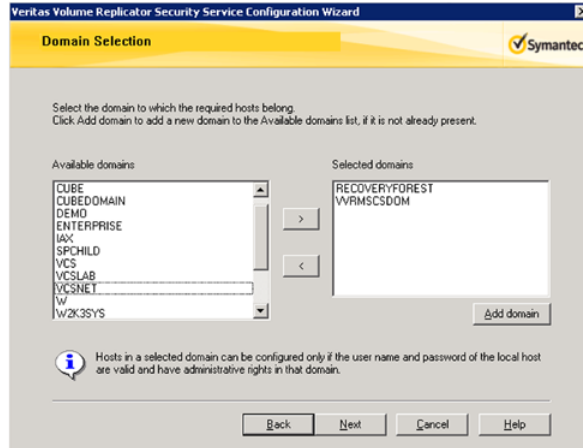 Veritas Volume Replicator Security Service Configuration Wizard
Domain Selection
Symantec
Select the domain to which the required hosts belong.
Click Add domain to add a new domain to the Available domains list, if it is not already present.
Available domains
Selected domains
CUBE
CUBEDOMAIN
DEMO
ENTERPRISE
IAX
SPCHILD
VCS
VCSLAB
VCSNET
W
W2K3SYS
>
<
RECOVERYFOREST
VVRMSCSDOM
Add domain
Hosts in a selected domain can be configured only if the user name and password of the local host
are valid and have administrative rights in that domain.
Back
Next
Cancel
Help